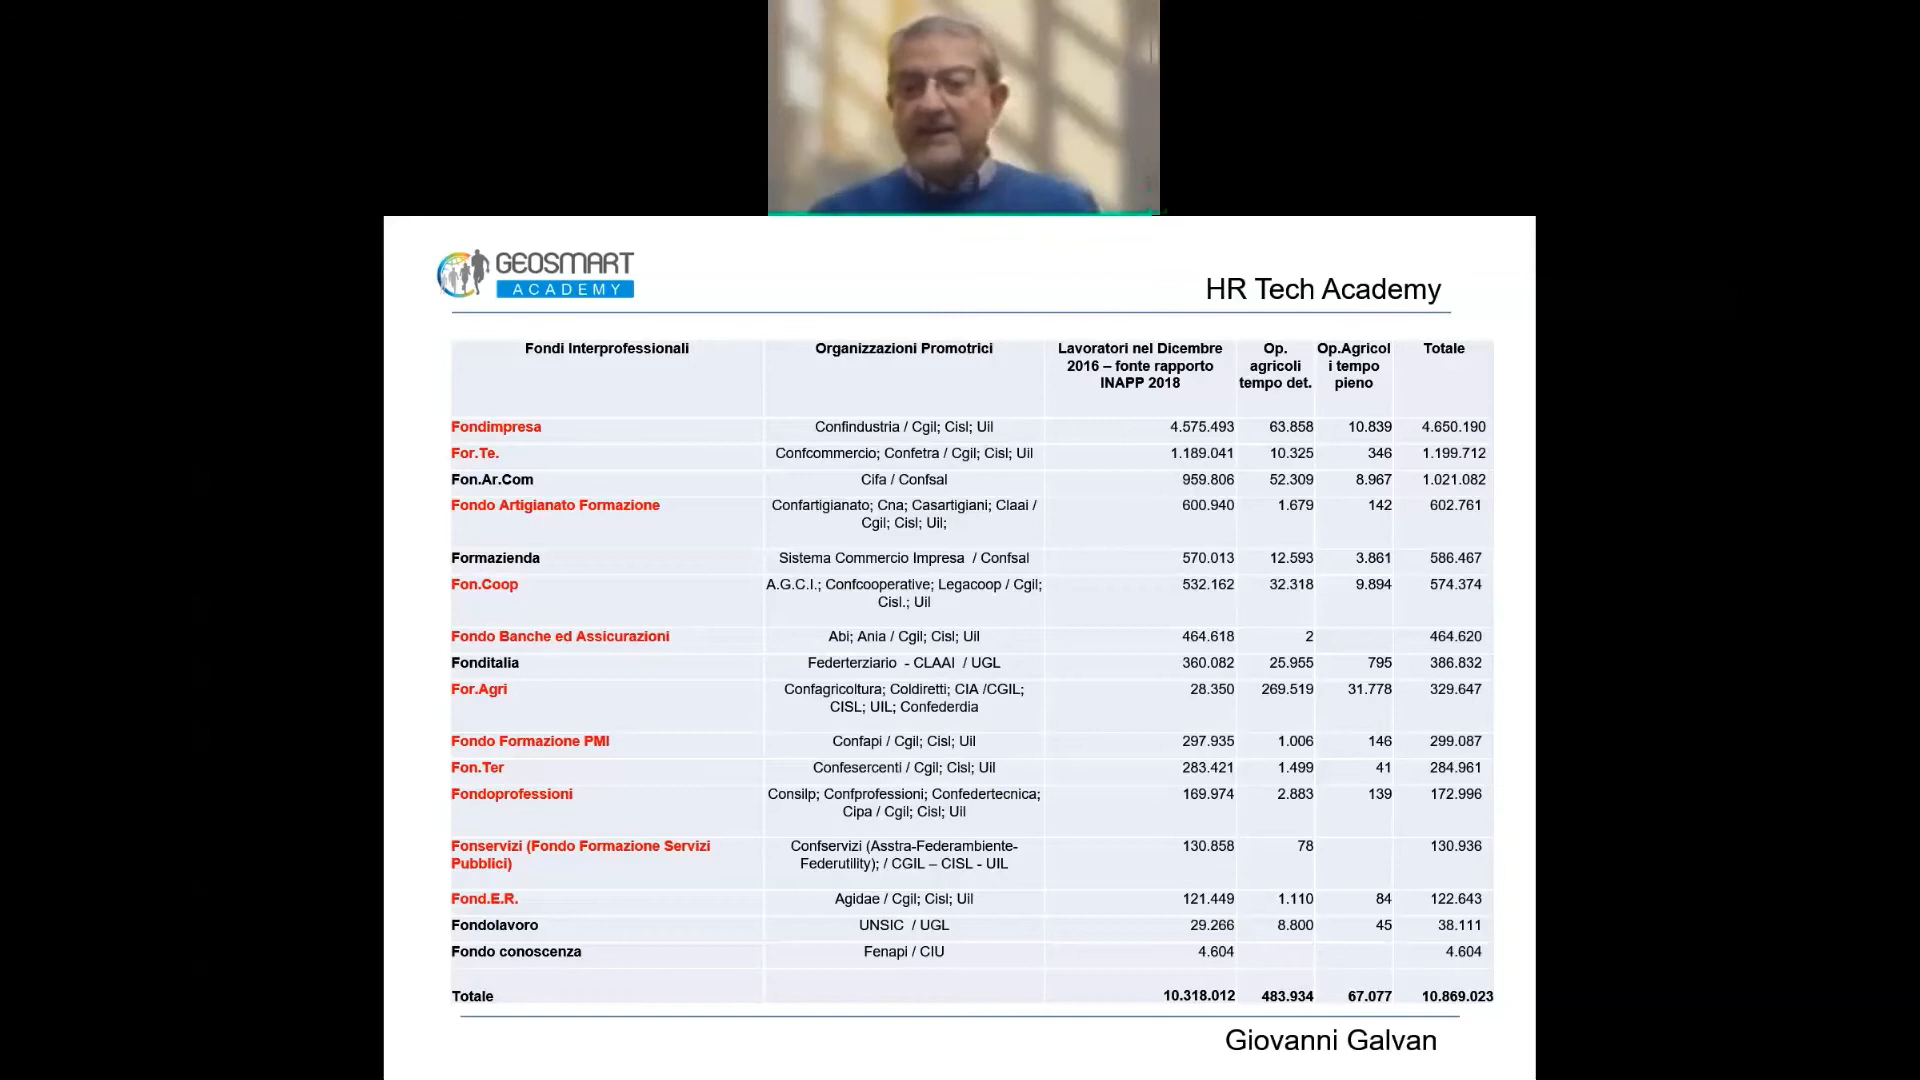 GEOSMART
ACADEMY
HR Tech Academy
Fondi Interprofessionali Organizzazioni Promotrici Lavoratori nel Dicembre 2016 – fonte rapporto INAPP 2018 Op. agricoli tempo det. Op.Agricol i tempo pieno Totale
Fondimpresa Confindustria / Cgil; Cisl; Uil 4.575.493 63.858 10.839 4.650.190
For.Te. Confcommercio; Confetra / Cgil; Cisl; Uil 1.189.041 10.325 346 1.199.712
Fon.Ar.Com Cifa / Confsal 959.806 52.309 8.967 1.021.082
Fondo Artigianato Formazione Confartigianato; Cna; Casartigiani; Claai / Cgil; Cisl; Uil; 600.940 1.679 142 602.761
Formazienda Sistema Commercio Impresa / Confsal 570.013 12.593 3.861 586.467
Fon.Coop A.G.C.I.; Confcooperative; Legacoop / Cgil; Cisl.; Uil 532.162 32.318 9.894 574.374
Fondo Banche ed Assicurazioni Abi; Ania / Cgil; Cisl; Uil 464.618 2 464.620
Fonditalia Federterziario - CLAAI / UGL 360.082 25.955 795 386.832
For.Agri Confagricoltura; Coldiretti; CIA /CGIL; CISL; UIL; Confederdia 28.350 269.519 31.778 329.647
Fondo Formazione PMI Confapi / Cgil; Cisl; Uil 297.935 1.006 146 299.087
Fon.Ter Confesercenti / Cgil; Cisl; Uil 283.421 1.499 41 284.961
Fondoprofessioni Consilp; Confprofessioni; Confedertecnica; Cipa / Cgil; Cisl; Uil 169.974 2.883 139 172.996
Fonservizi (Fondo Formazione Servizi Pubblici) Confservizi (Asstra-Federambiente-Federutility); / CGIL – CISL - UIL 130.858 78 130.936
Fond.E.R. Agidae / Cgil; Cisl; Uil 121.449 1.110 84 122.643
Fondolavoro UNSIC / UGL 29.266 8.800 45 38.111
Fondo conoscenza Fenapi / CIU 4.604 4.604
Totale 10.318.012 483.934 67.077 10.869.023
Giovanni Galvan